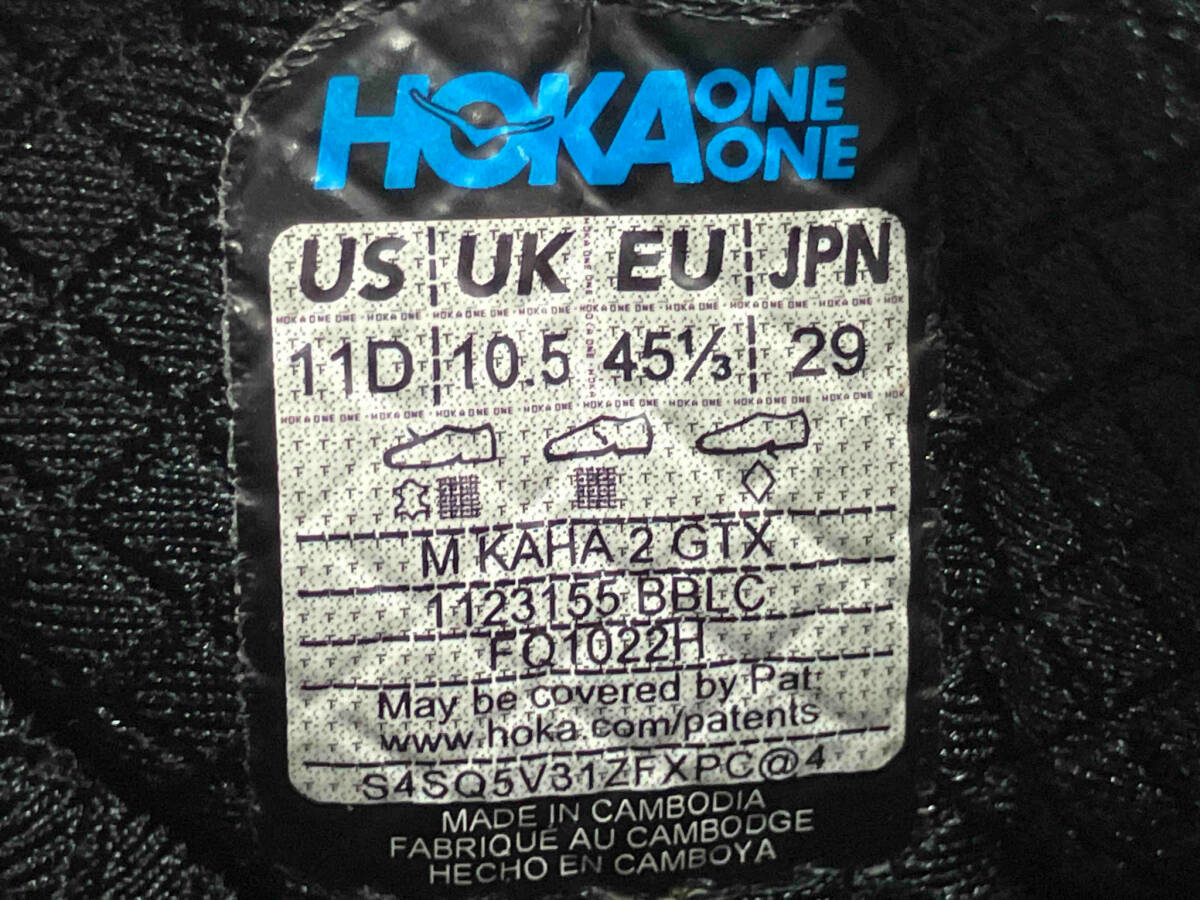 HOKA ONE ONE
US UK EU JPN
11D 10.5 45⅓ 29
M KAHA 2 GTX
1123155 BBLC
FQ1022H
May be covered by Pat:
www.hoka.com/patents
S4SQ5V31ZFXPC@4
MADE IN CAMBODIA
FABRIQUÉ AU CAMBODGE
HECHO EN CAMBOYA